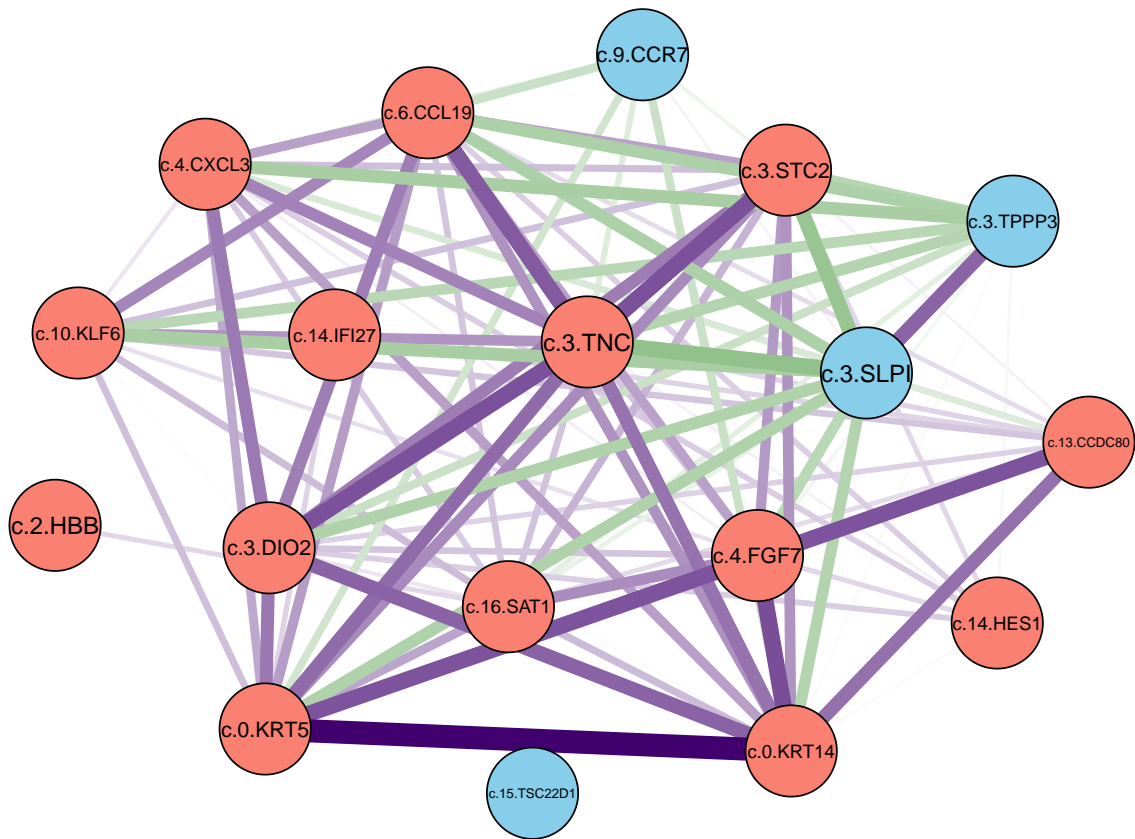 c.9.CCR7
c.6.CCL19
c.4.CXCL3
c.3.STC2
c.3.TPPP3
c.10.KLF6
c.14.IFI27
c.3.TNC
c.3.SLPI
c.13.CCDC80
c.2.HBB
c.3.DIO2
c.4.FGF7
c.16.SAT1
c.14.HES1
c.0.KRT5
c.0.KRT14
c.15.TSC22D1